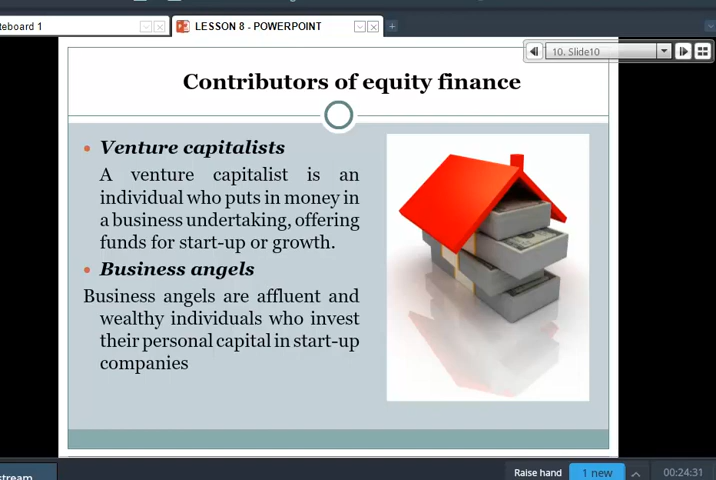 teboard 1
LESSON 8 - POWERPOINT
10. Slide10
Contributors of equity finance
Venture capitalists
A venture capitalist is an
individual who puts in money in
a business undertaking, offering
funds for start-up or growth.
Business angels
Business angels are affluent and
wealthy individuals who invest
their personal capital in start-up
companies
stream
Raise hand
1 new
00:24:31